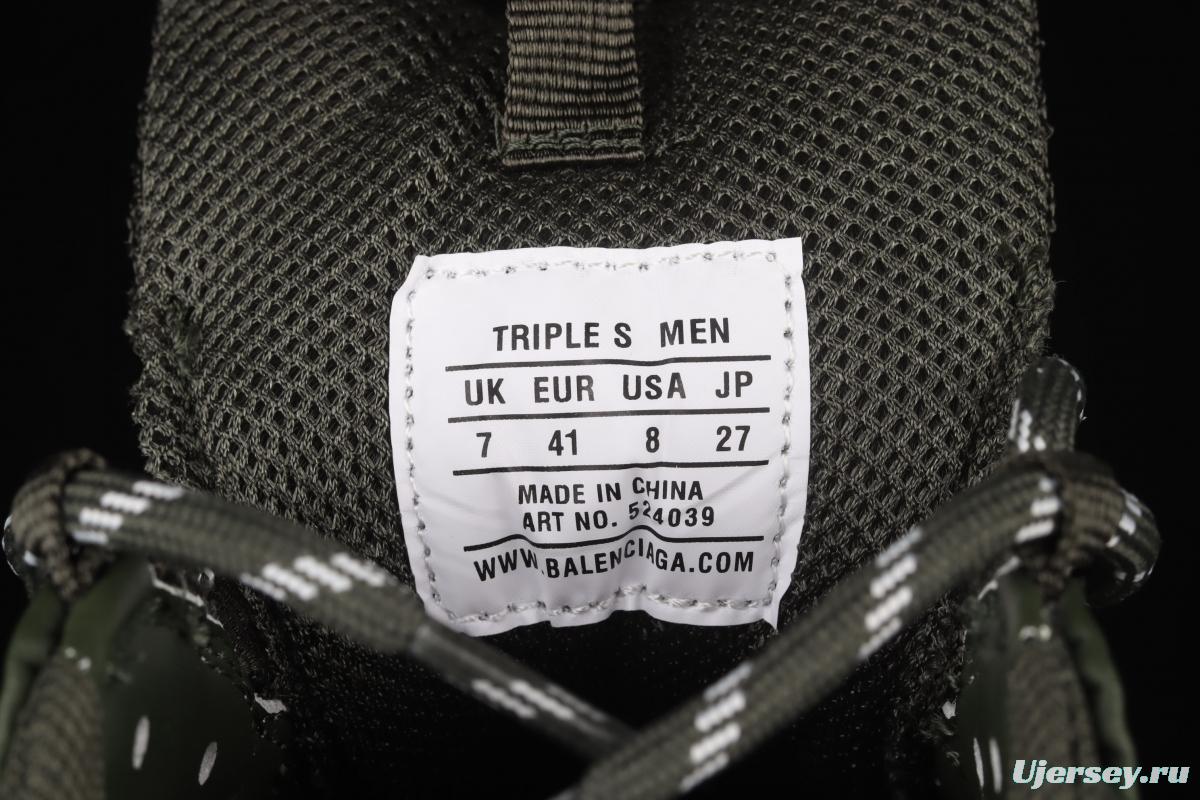 TRIPLE S MEN
UK EUR USA JP
7 41 8 27
MADE IN CHINA
ART NO. 524039
WWW.BALENCIAGA.COM
Ujersey.ru